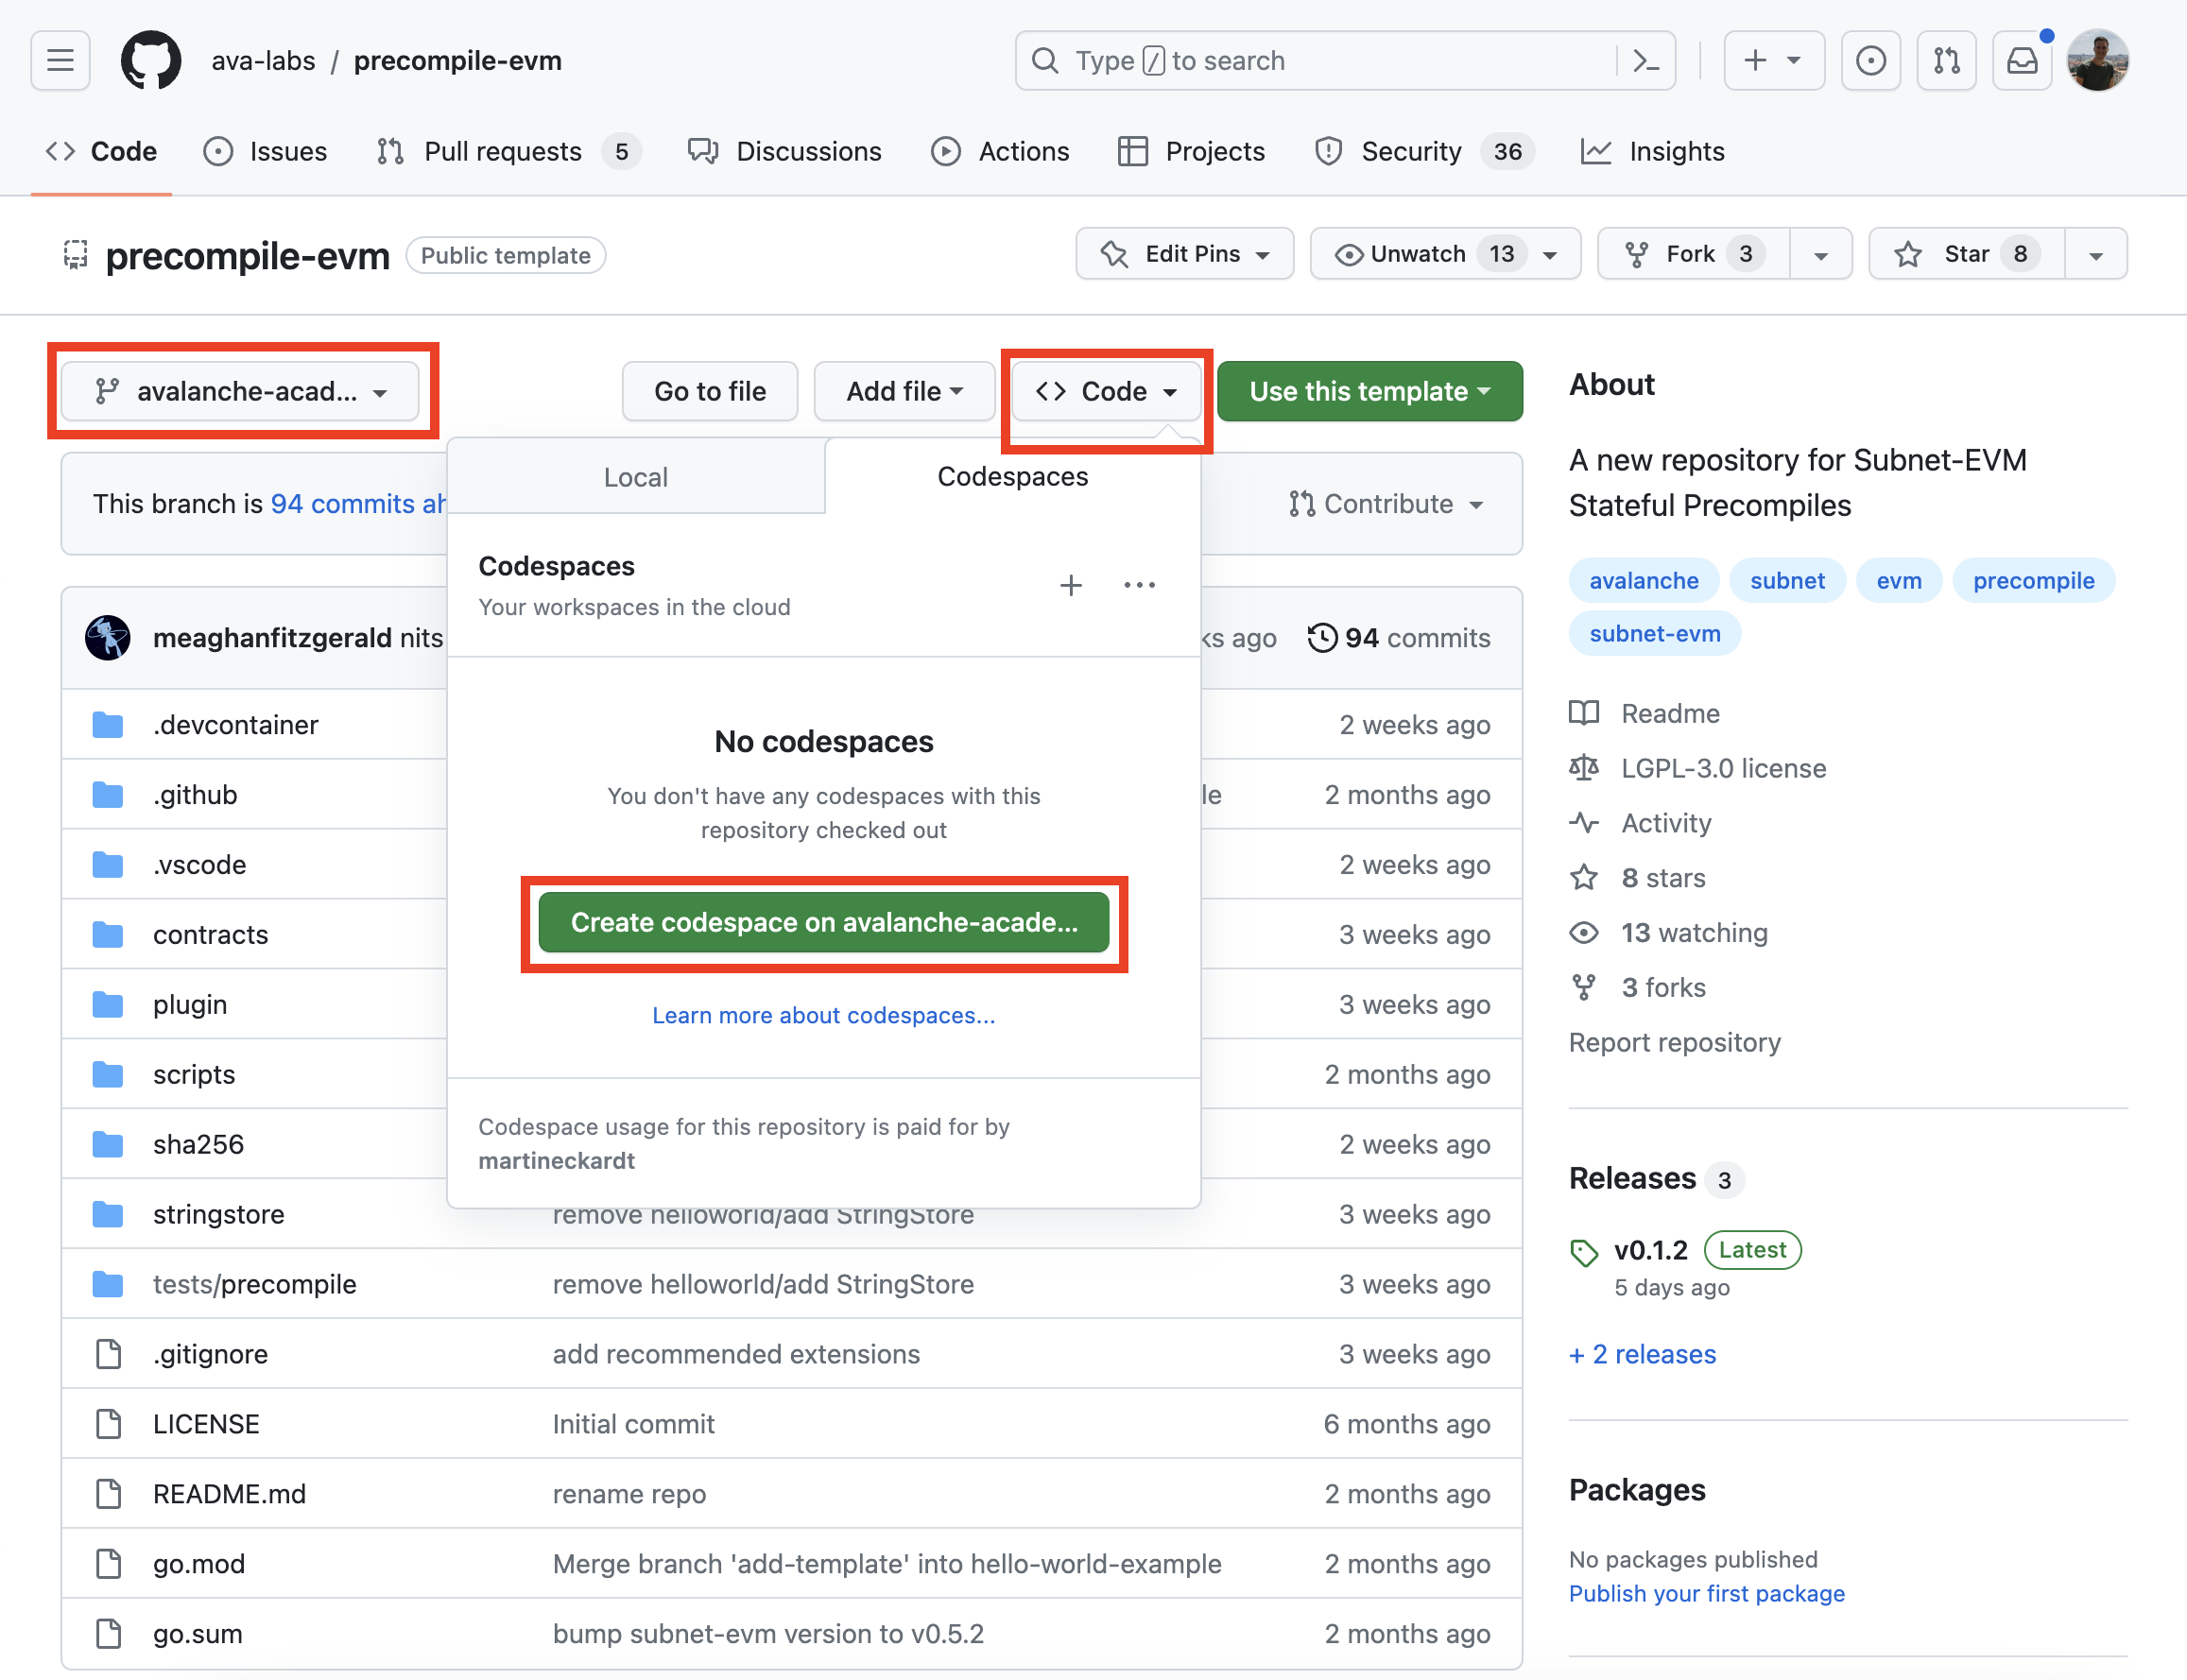 ava-labs / precompile-evm
Type / to search
Code
Issues
Pull requests 5
Discussions
Actions
Projects
Security 36
Insights
precompile-evm Public template
Edit Pins
Unwatch 13
Fork 3
Star 8
avalanche-acad...
Go to file
Add file
Code
Use this template
This branch is 94 commits
Contribute
Local
Codespaces
Codespaces
Your workspaces in the cloud
No codespaces
You don't have any codespaces with this
repository checked out
Create codespace on avalanche-acade...
Learn more about codespaces...
Codespace usage for this repository is paid for by
martineckardt
meaghanfitzgerald nits
ago
94 commits
.devcontainer
2 weeks ago
.github
2 months ago
.vscode
2 weeks ago
contracts
3 weeks ago
plugin
3 weeks ago
scripts
2 months ago
sha256
2 weeks ago
stringstore
remove helloworld/add StringStore
3 weeks ago
tests/precompile
remove helloworld/add StringStore
3 weeks ago
.gitignore
add recommended extensions
3 weeks ago
LICENSE
Initial commit
6 months ago
README.md
rename repo
2 months ago
go.mod
Merge branch 'add-template' into hello-world-example
2 months ago
go.sum
bump subnet-evm version to v0.5.2
2 months ago
About
A new repository for Subnet-EVM
Stateful Precompiles
avalanche
subnet
evm
precompile
subnet-evm
Readme
LGPL-3.0 license
Activity
8 stars
13 watching
3 forks
Report repository
Releases 3
v0.1.2 Latest
5 days ago
+ 2 releases
Packages
No packages published
Publish your first package